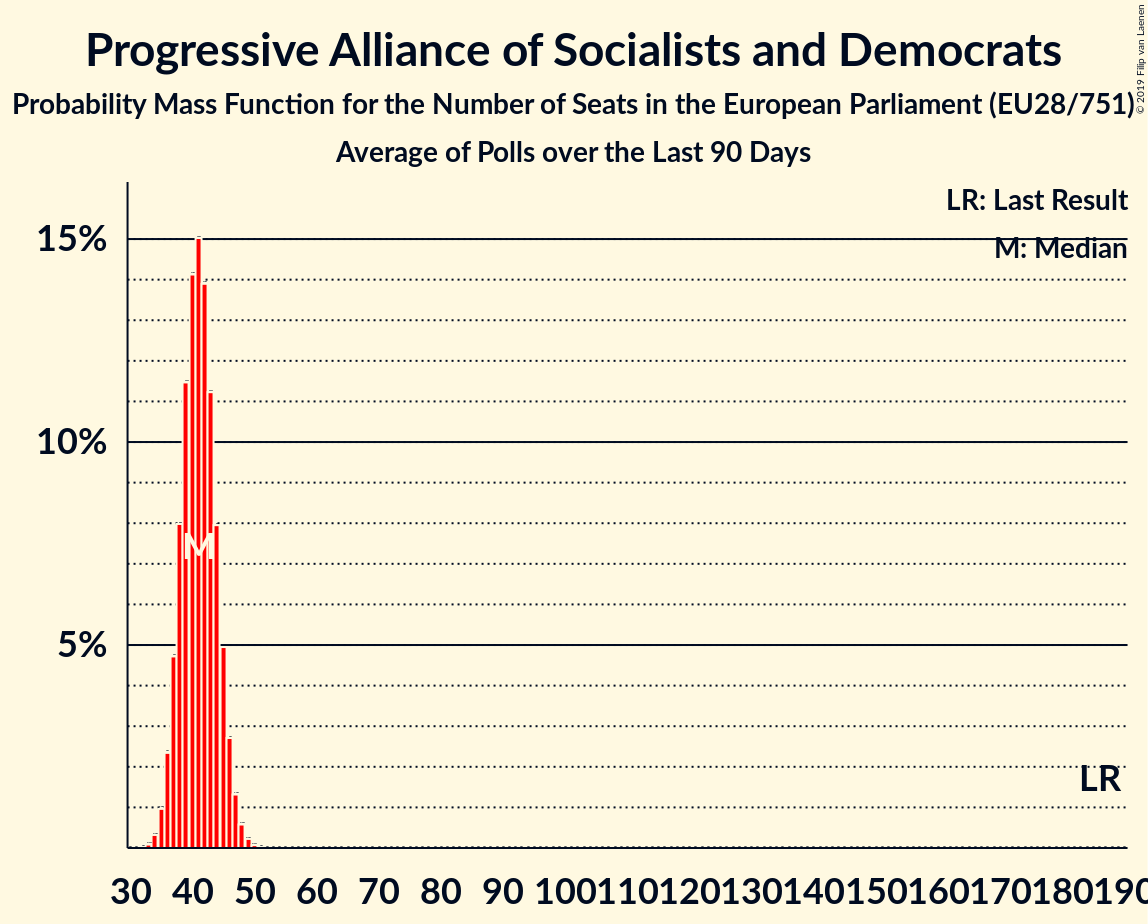 Progressive Alliance of Socialists and Democrats
Probability Mass Function for the Number of Seats in the European Parliament (EU28/751)
Average of Polls over the Last 90 Days
© 2019 Filip van Laenen
LR: Last Result
M: Median
15%
10%
5%
M
LR
30 40 50 60 70 80 90 100 110 120 130 140 150 160 170 180 190